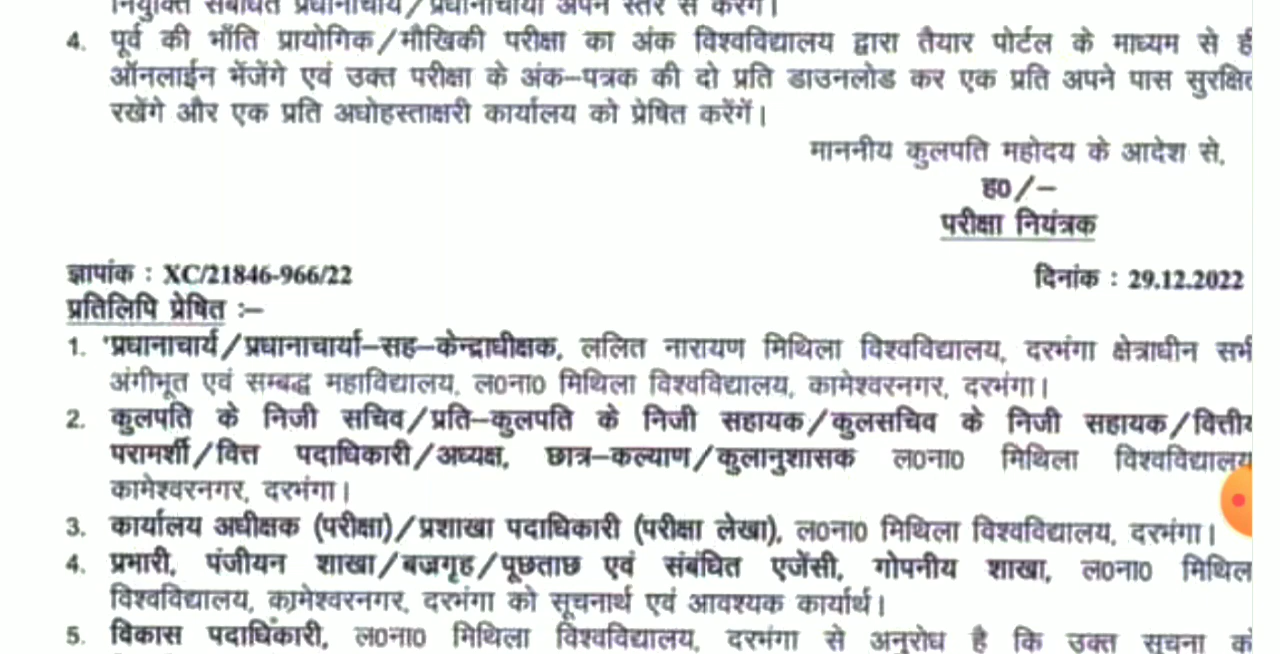 नियुक्ति संबंधित प्रधानाचार्य/प्रधानाचार्या अपने स्तर से करेंगे।
4. पूर्व की भाँति प्रायोगिक/मौखिकी परीक्षा का अंक विश्वविद्यालय द्वारा तैयार पोर्टल के माध्यम से ही
ऑनलाईन भेंजेंगे एवं उक्त परीक्षा के अंक–पत्रक की दो प्रति डाउनलोड कर एक प्रति अपने पास सुरक्षित
रखेंगे और एक प्रति अधोहस्ताक्षरी कार्यालय को प्रेषित करेंगें।
माननीय कुलपति महोदय के आदेश से,
ह0/–
परीक्षा नियंत्रक
ज्ञापांक : XC/21846-966/22 दिनांक : 29.12.2022
प्रतिलिपि प्रेषित :–
1. प्रधानाचार्य/प्रधानाचार्या–सह–केन्द्राधीक्षक, ललित नारायण मिथिला विश्वविद्यालय, दरभंगा क्षेत्राधीन सभी
अंगीभूत एवं सम्बद्ध महाविद्यालय, ल0ना0 मिथिला विश्वविद्यालय, कामेश्वरनगर, दरभंगा।
2. कुलपति के निजी सचिव/प्रति–कुलपति के निजी सहायक/कुलसचिव के निजी सहायक/वित्तीय
परामर्शी/वित्त पदाधिकारी/अध्यक्ष, छात्र–कल्याण/कुलानुशासक ल0ना0 मिथिला विश्वविद्यालय
कामेश्वरनगर, दरभंगा।
3. कार्यालय अधीक्षक (परीक्षा)/प्रशाखा पदाधिकारी (परीक्षा लेखा), ल0ना0 मिथिला विश्वविद्यालय, दरभंगा।
4. प्रभारी, पंजीयन शाखा/बज्रगृह/पूछताछ एवं संबंधित एजेंसी, गोपनीय शाखा, ल0ना0 मिथिला
विश्वविद्यालय, कामेश्वरनगर, दरभंगा को सूचनार्थ एवं आवश्यक कार्यार्थ।
5. विकास पदाधिकारी, ल0ना0 मिथिला विश्वविद्यालय, दरभंगा से अनुरोध है कि उक्त सूचना को